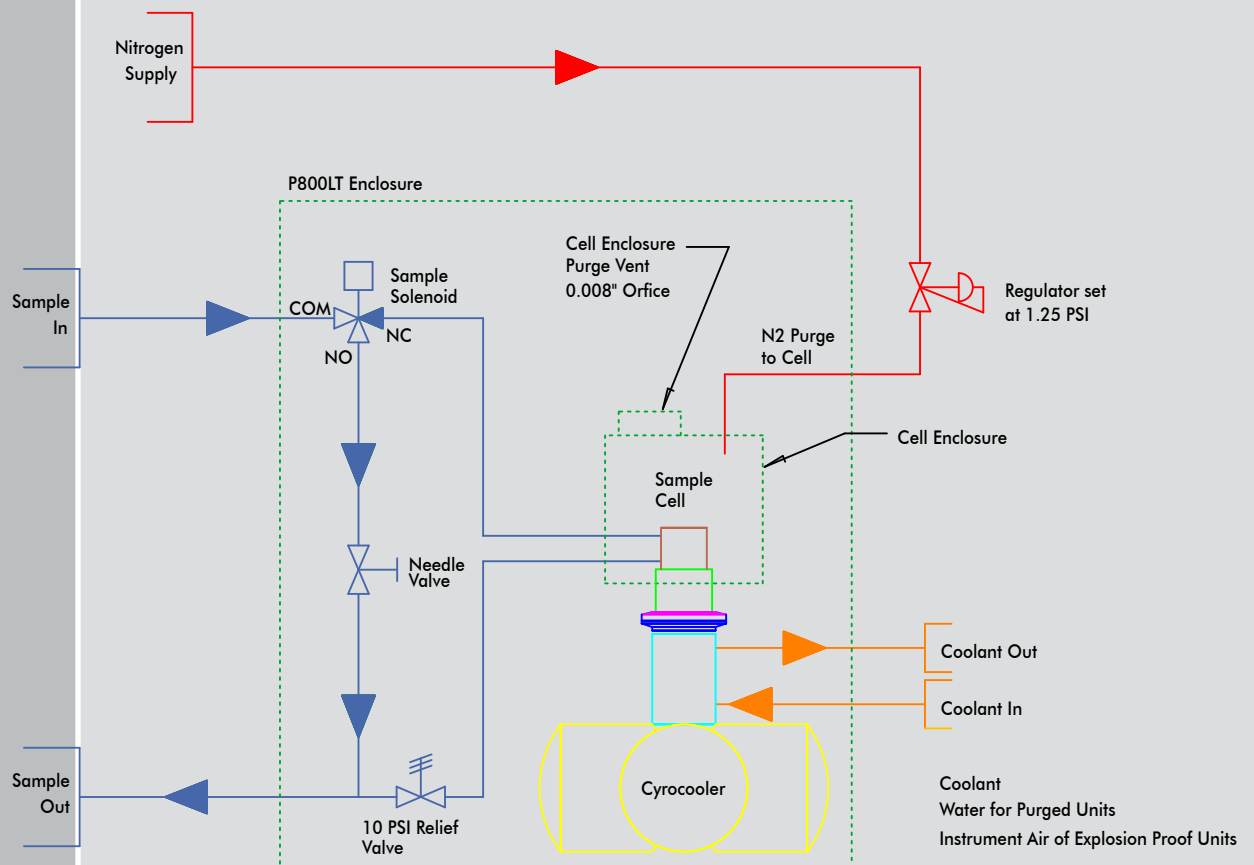 Nitrogen
Supply
P800LT Enclosure
Cell Enclosure
Purge Vent
0.008" Orfice
Sample
Solenoid
Sample
In
COM
NC
NO
Regulator set
at 1.25 PSI
N2 Purge
to Cell
Cell Enclosure
Sample
Cell
Needle
Valve
Coolant Out
Coolant In
Sample
Out
Cyrocooler
10 PSI Relief
Valve
Coolant
Water for Purged Units
Instrument Air of Explosion Proof Units